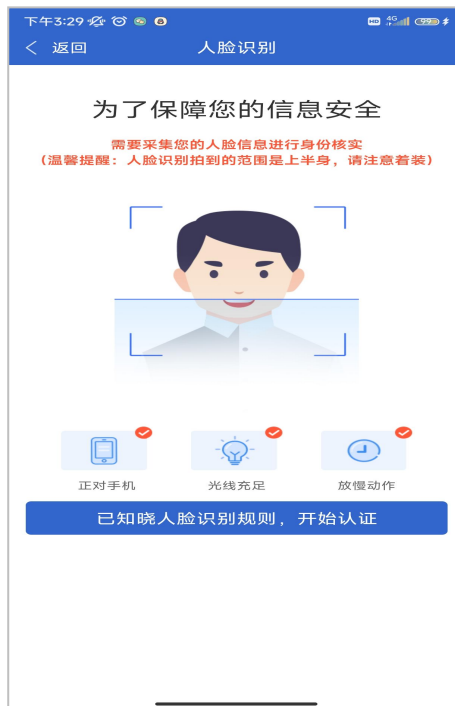 下午3:29
HD 4G 99
返回 人脸识别
为了保障您的信息安全
需要采集您的人脸信息进行身份核实
(温馨提醒：人脸识别拍到的范围是上半身，请注意着装)
正对手机 光线充足 放慢动作
已知晓人脸识别规则，开始认证